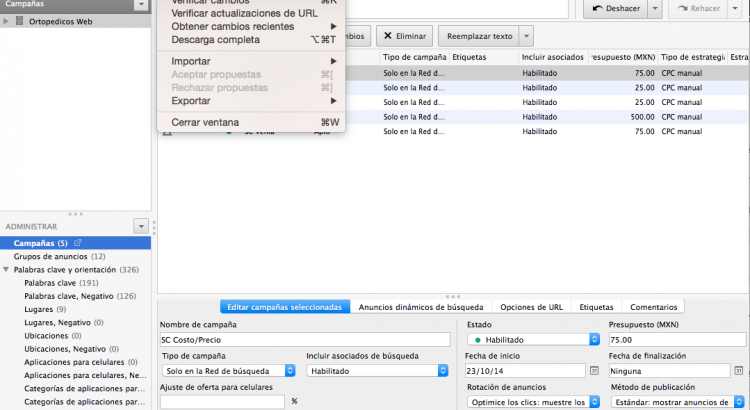 Campañas
Ortopedicos Web
Verificar cambios ⌘K
Verificar actualizaciones de URL
Obtener cambios recientes
Descarga completa ⌥⌘T
Importar
Aceptar propuestas ⌘[
Rechazar propuestas ⌘]
Exportar
Cerrar ventana ⌘W
Deshacer
Rehacer
Eliminar
Reemplazar texto
Tipo de campaña Etiquetas Incluir asociados Tipo de
Solo en la Red d... Habilitado 75.00 CPC manual
Solo en la Red d... Habilitado 25.00 CPC manual
Solo en la Red d... Habilitado 25.00 CPC manual
Solo en la Red d... Habilitado 500.00 CPC manual
SC Venta Apto Solo en la Red d... Habilitado 75.00 CPC manual
ADMINISTRAR
Campañas (5)
Grupos de anuncios (12)
Palabras clave y orientación (326)
Palabras clave (191)
Palabras clave, Negativo (126)
Lugares (9)
Lugares, Negativo (0)
Ubicaciones (0)
Ubicaciones, Negativo (0)
Aplicaciones para celulares (0)
Aplicaciones para celulares, Ne...
Categorías de aplicaciones par...
Categorías de aplicaciones par...
Editar campañas seleccionadas Anuncios dinámicos de búsqueda Opciones de URL Etiquetas Comentarios
Nombre de campaña
SC Costo/Precio
Tipo de campaña Incluir asociados de búsqueda
Solo en la Red de búsqueda Habilitado
Ajuste de oferta para celulares
%
Estado Presupuesto (MXN)
Habilitado 75.00
Fecha de inicio Fecha de finalización
23/10/14 Ninguna
Rotación de anuncios Método de publicación
Optimice los clics: muestre los Estándar: mostrar anuncios de